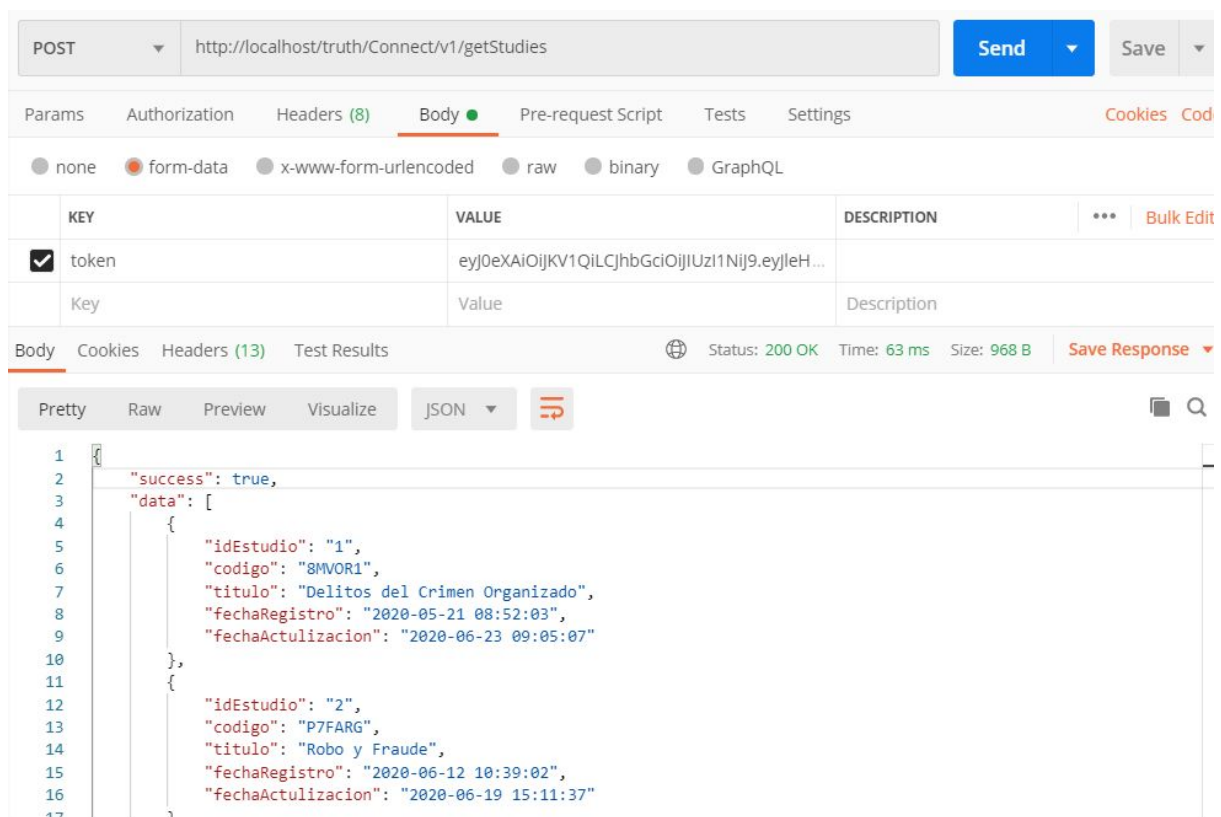 POST http://localhost/truth/Connect/v1/getStudies Send Save
Params Authorization Headers (8) Body Pre-request Script Tests Settings Cookies Cod
none form-data x-www-form-urlencoded raw binary GraphQL
KEY VALUE DESCRIPTION ••• Bulk Edit
token eyJ0eXAiOiJKV1QiLCJhbGciOiJIUzI1NiJ9.eyJleH...
Key Value Description
Body Cookies Headers (13) Test Results Status: 200 OK Time: 63 ms Size: 968 B Save Response
Pretty Raw Preview Visualize JSON
1 {
2 "success": true,
3 "data": [
4 {
5 "idEstudio": "1",
6 "codigo": "8MVOR1",
7 "titulo": "Delitos del Crimen Organizado",
8 "fechaRegistro": "2020-05-21 08:52:03",
9 "fechaActulizacion": "2020-06-23 09:05:07"
10 },
11 {
12 "idEstudio": "2",
13 "codigo": "P7FARG",
14 "titulo": "Robo y Fraude",
15 "fechaRegistro": "2020-06-12 10:39:02",
16 "fechaActulizacion": "2020-06-19 15:11:37"